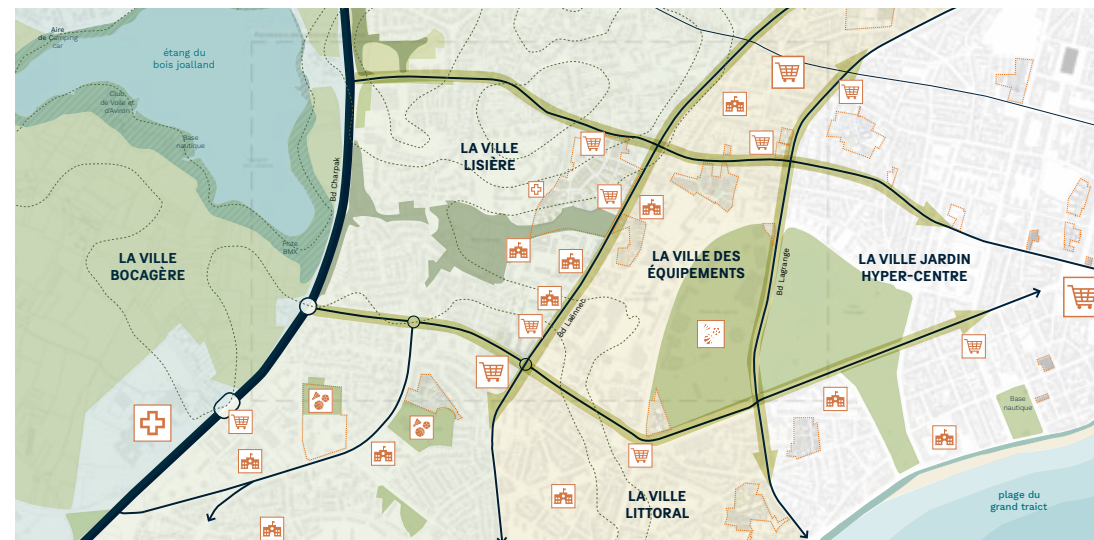 Aire
de Camping
car
étang du
bois joalland
Club
de Voile et
d'Aviron
Base
nautique
Bd Charpak
LA VILLE
LISIÈRE
Piste
BMX
LA VILLE
BOCAGÈRE
LA VILLE DES
ÉQUIPEMENTS
LA VILLE JARDIN
HYPER-CENTRE
Bd Lagrange
Bd Laënnec
Base
nautique
LA VILLE
LITTORAL
plage du
grand traict